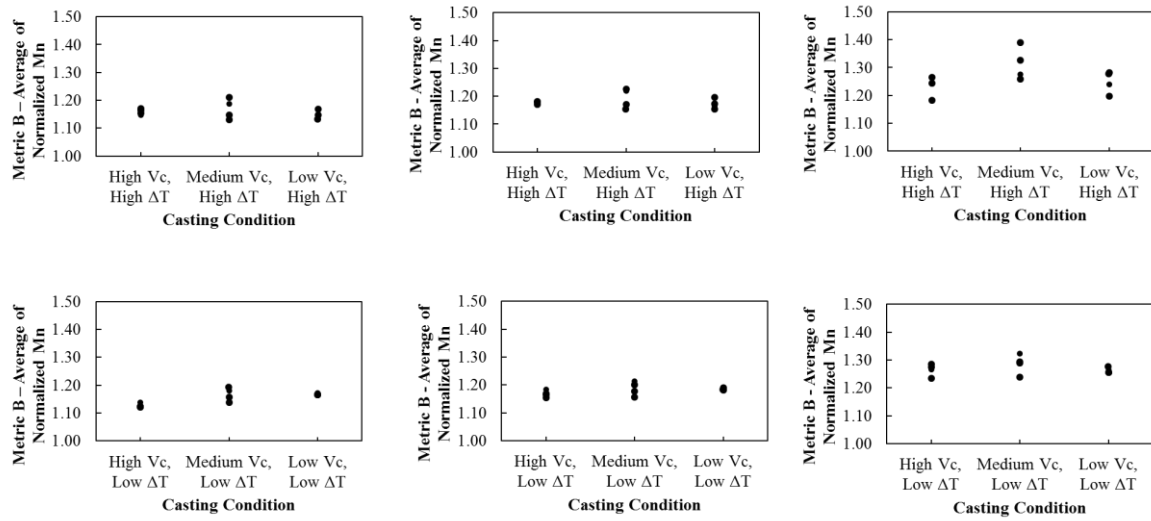 Metric B – Average of
Normalized Mn
1.50
1.40
1.30
1.20
1.10
1.00
High Vc,
High ΔT
Medium Vc,
High ΔT
Low Vc,
High ΔT
Casting Condition
Metric B - Average of
Normalized Mn
1.50
1.40
1.30
1.20
1.10
1.00
High Vc,
High ΔT
Medium Vc,
High ΔT
Low Vc,
High ΔT
Casting Condition
Metric B - Average of
Normalized Mn
1.50
1.40
1.30
1.20
1.10
1.00
High Vc,
High ΔT
Medium Vc,
High ΔT
Low Vc,
High ΔT
Casting Condition
Metric B – Average of
Normalized Mn
1.50
1.40
1.30
1.20
1.10
1.00
High Vc,
Low ΔT
Medium Vc,
Low ΔT
Low Vc,
Low ΔT
Casting Condition
Metric B - Average of
Normalized Mn
1.50
1.40
1.30
1.20
1.10
1.00
High Vc,
Low ΔT
Medium Vc,
Low ΔT
Low Vc,
Low ΔT
Casting Condition
Metric B - Average of
Normalized Mn
1.50
1.40
1.30
1.20
1.10
1.00
High Vc,
Low ΔT
Medium Vc,
Low ΔT
Low Vc,
Low ΔT
Casting Condition